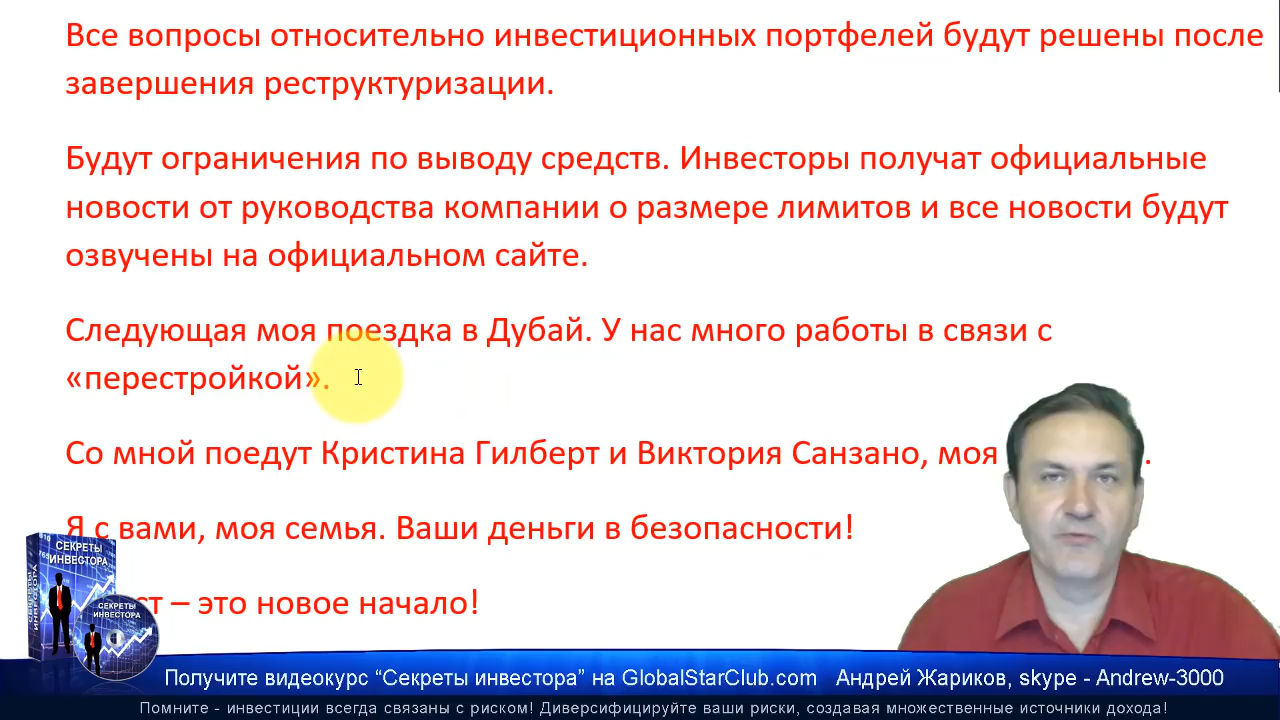 Все вопросы относительно инвестиционных портфелей будут решены после
завершения реструктуризации.
Будут ограничения по выводу средств. Инвесторы получат официальные
новости от руководства компании о размере лимитов и все новости будут
озвучены на официальном сайте.
Следующая моя поездка в Дубай. У нас много работы в связи с
«перестройкой».
Со мной поедут Кристина Гилберт и Виктория Санзано, моя
Я с вами, моя семья. Ваши деньги в безопасности!
– это новое начало!
СЕКРЕТЫ
ИНВЕСТОРА
СЕКРЕТЫ
ИНВЕСТОРА
Получите видеокурс “Секреты инвестора” на GlobalStarClub.com Андрей Жариков, skype - Andrew-3000
Помните - инвестиции всегда связаны с риском! Диверсифицируйте ваши риски, создавая множественные источники дохода!